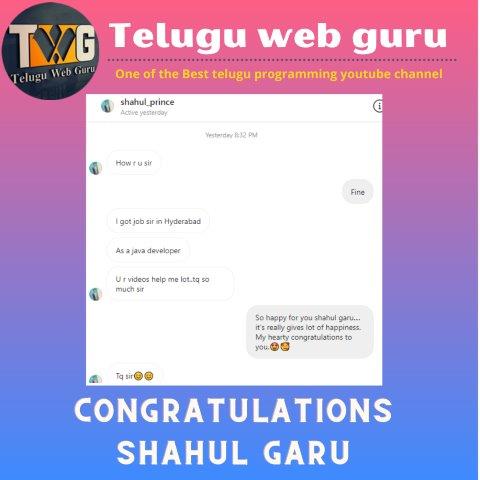 TWG
Telugu Web Guru
Telugu web guru
One of the Best telugu programming youtube channel
shahul_prince
Active yesterday
Yesterday 8:32 PM
How r u sir
Fine
I got job sir in Hyderabad
As a java developer
U r videos help me lot..tq so
much sir
So happy for you shahul garu....
it's really gives lot of happiness.
My hearty congratulations to
you.🥰🥰
Tq sir😊😊
CONGRATULATIONS
SHAHUL GARU